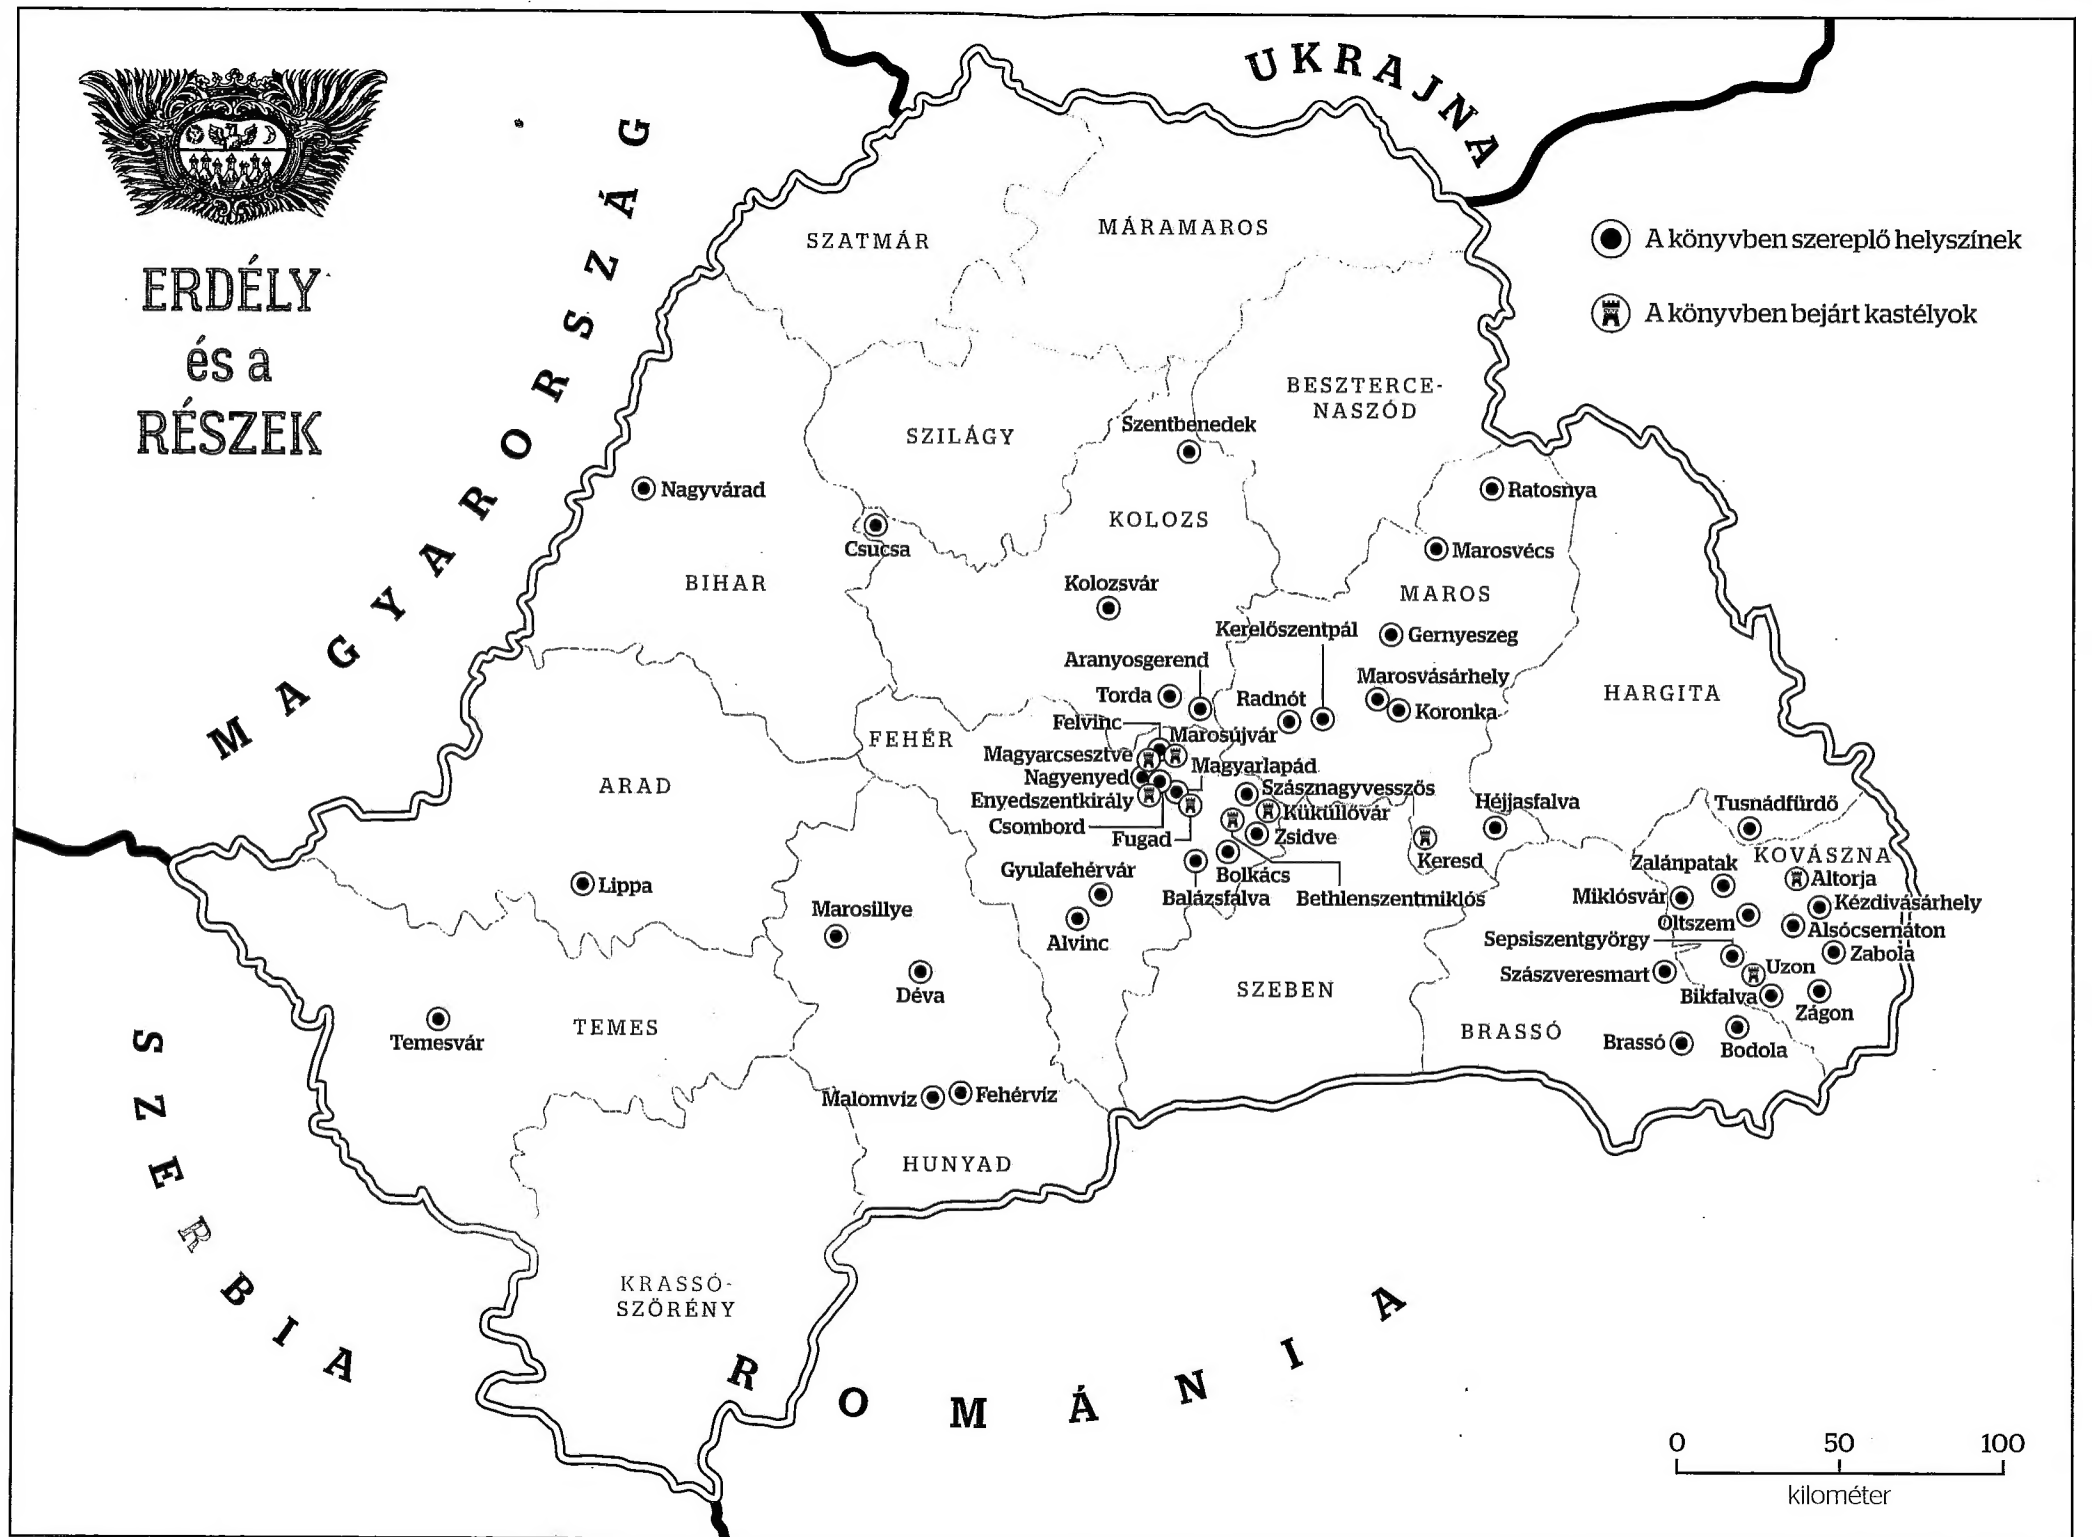 UKRAJNA
MAGYARORSZÁG
ERDÉLY
és a
RÉSZEK
A könyvben szereplő helyszínek
A könyvben bejárt kastélyok
SZATMÁR
MÁRAMAROS
BESZTERCE-
NASZÓD
SZILÁGY
Szentbenedek
Nagyvárad
Ratosnya
Csucsa
KOLOZS
Marosvécs
BIHAR
Kolozsvár
MAROS
Kerelőszentpál
Gernyeszeg
Aranyosgerend
Marosvásárhely
HARGITA
Torda
Radnót
Koronka
Felvinc
Marosújvár
FEHÉR
Magyarcsesztve
Magyarlapád
Nagyenyed
ARAD
Szásznagyvesszős
Enyedszentkirály
Héjjasfalva
Tusnádfürdő
Küküllővár
Csombord
Fugad
Zsidve
Keresd
KOVÁSZNA
Zalánpatak
Gyulafehérvár
Bolkács
Altorja
Lippa
Balázsfalva
Bethlenszentmiklós
Miklósvár
Kézdivásárhely
Marosillye
Oltszem
Alsócsernáton
Alvinc
Sepsiszentgyörgy
Zabola
Szászveresmart
Uzon
Déva
SZEBEN
Bikfalva
Zágon
TEMES
Temesvár
BRASSÓ
Brassó
Bodola
Malomvíz
Fehérvíz
HUNYAD
SZERBIA
KRASSÓ-
SZÖRÉNY
ROMÁNIA
0 50 100
kilométer